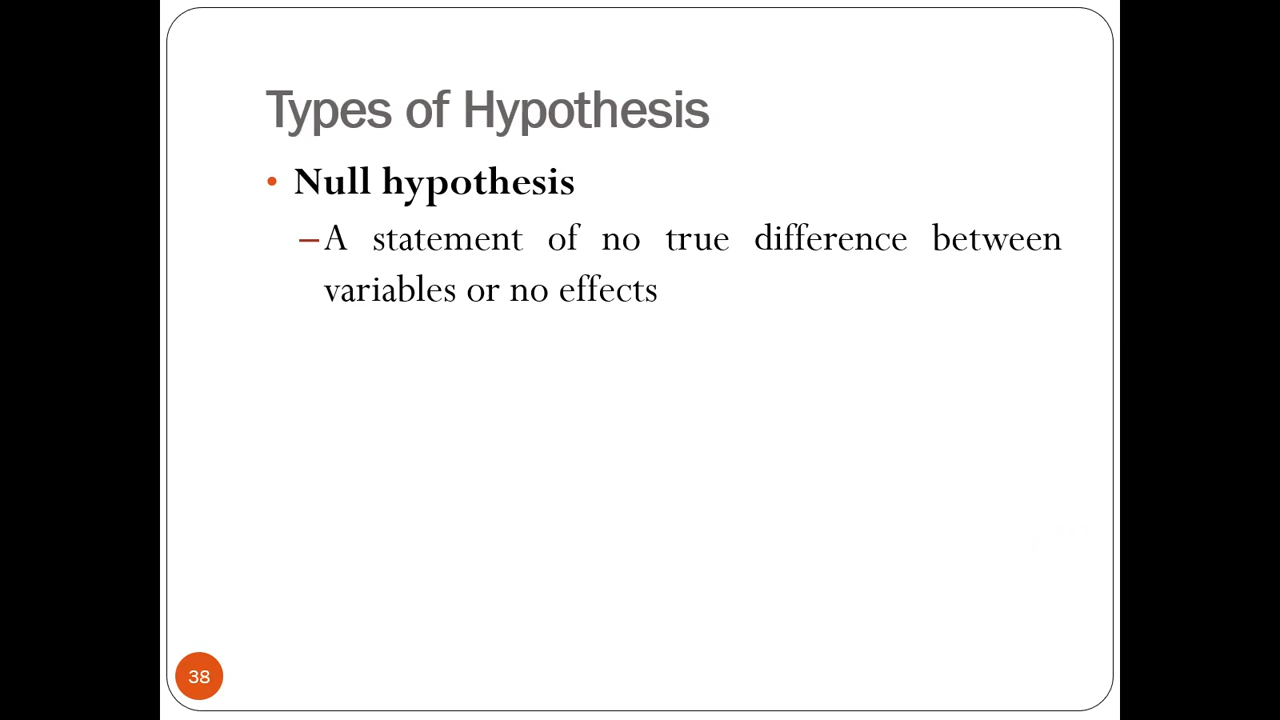 Types of Hypothesis
• Null hypothesis
–A statement of no true difference between
variables or no effects
38